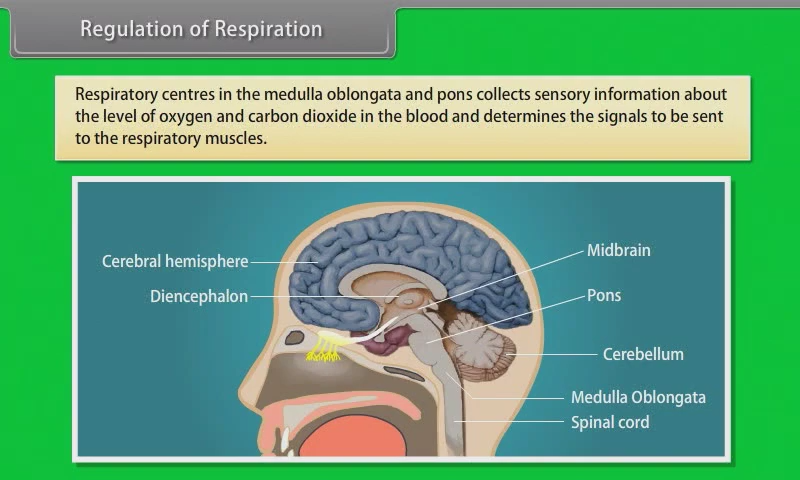 Regulation of Respiration
Respiratory centres in the medulla oblongata and pons collects sensory information about
the level of oxygen and carbon dioxide in the blood and determines the signals to be sent
to the respiratory muscles.
Cerebral hemisphere
Diencephalon
Midbrain
Pons
Cerebellum
Medulla Oblongata
Spinal cord